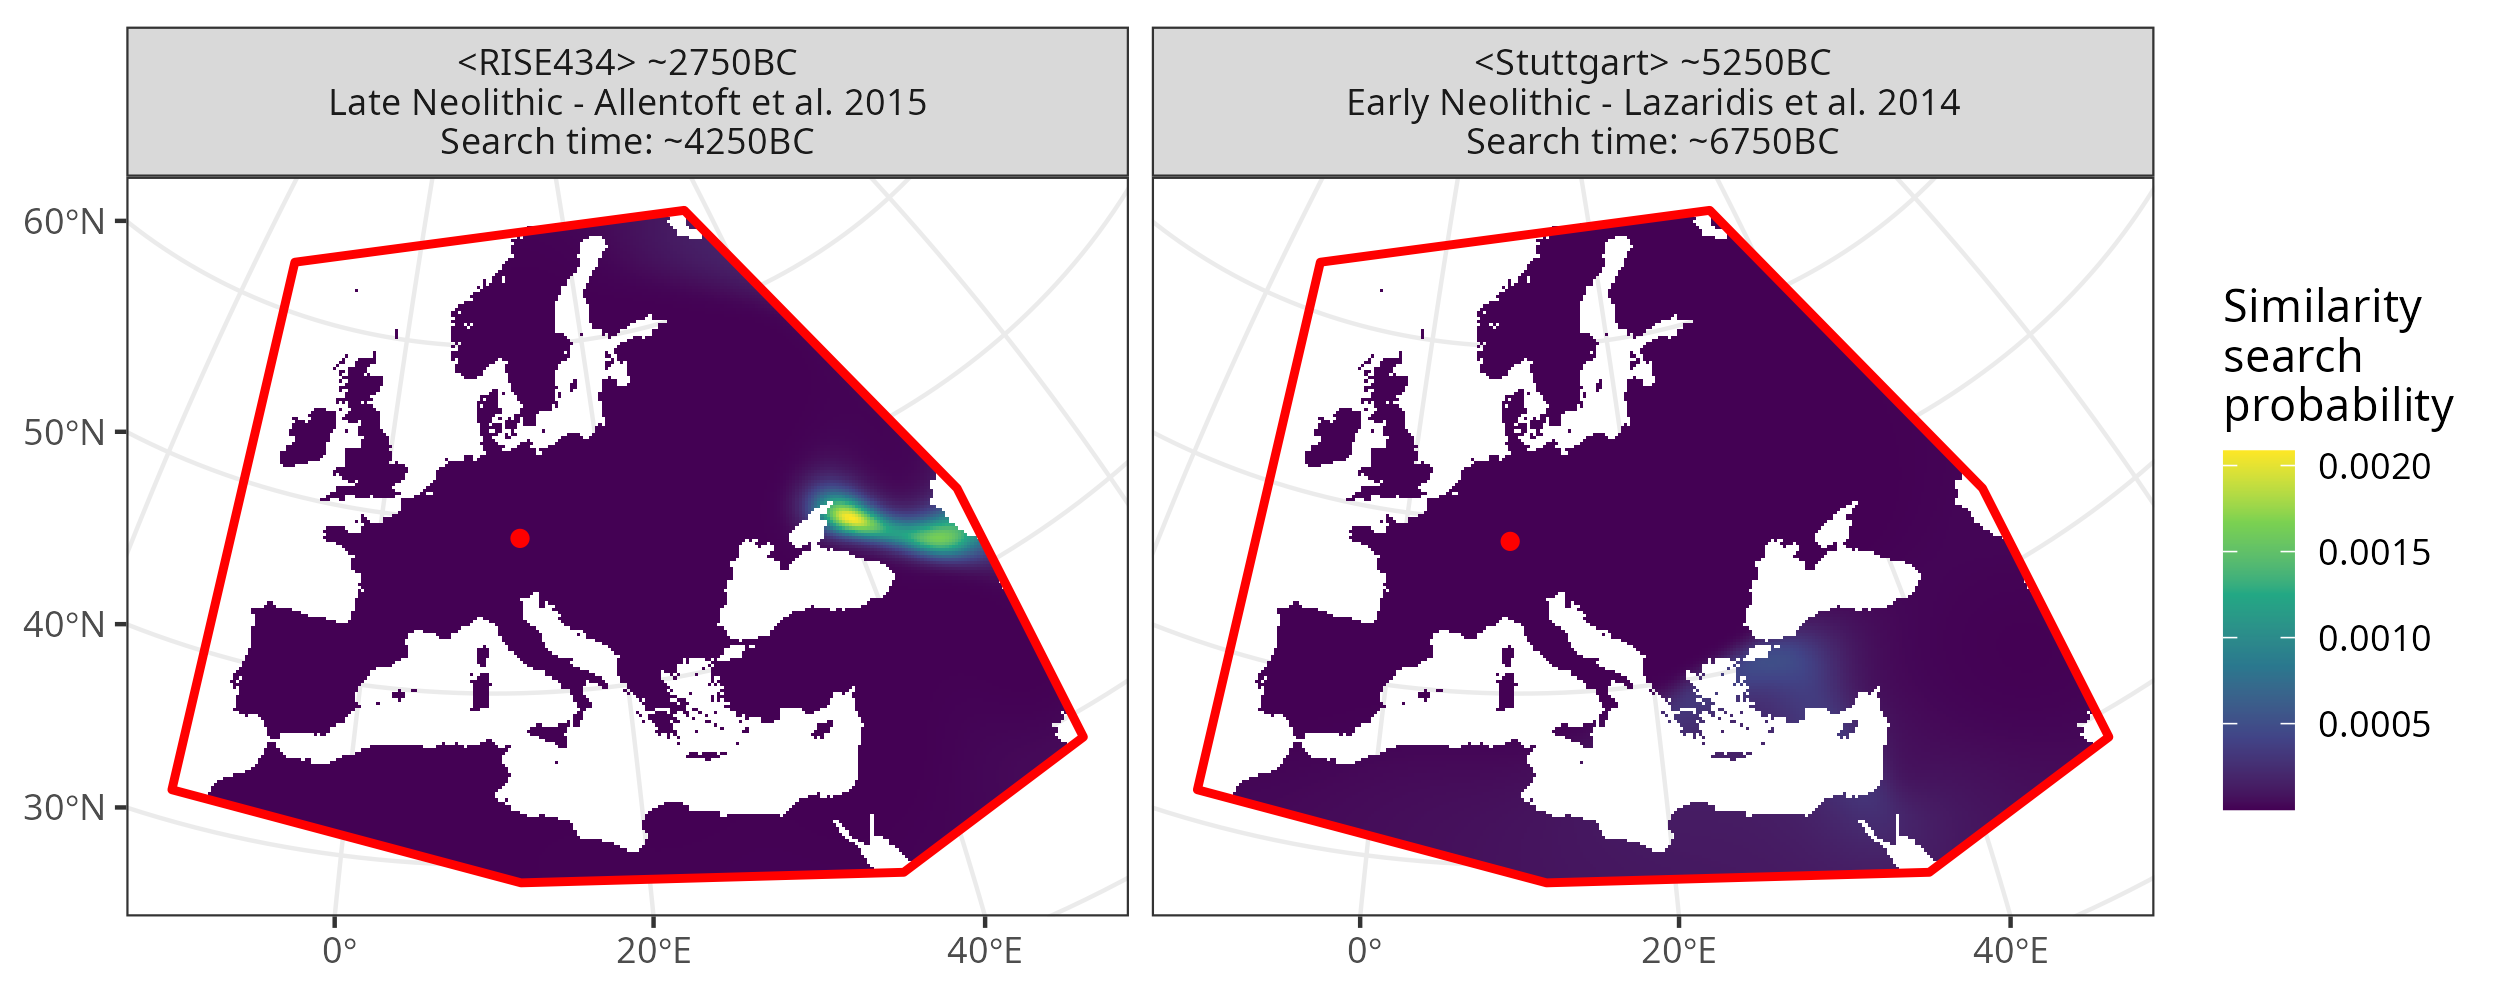 <RISE434> ~2750BC
Late Neolithic - Allentoft et al. 2015
Search time: ~4250BC
<Stuttgart> ~5250BC
Early Neolithic - Lazaridis et al. 2014
Search time: ~6750BC
60°N
50°N
40°N
30°N
0°
20°E
40°E
0°
20°E
40°E
Similarity
search
probability
0.0020
0.0015
0.0010
0.0005